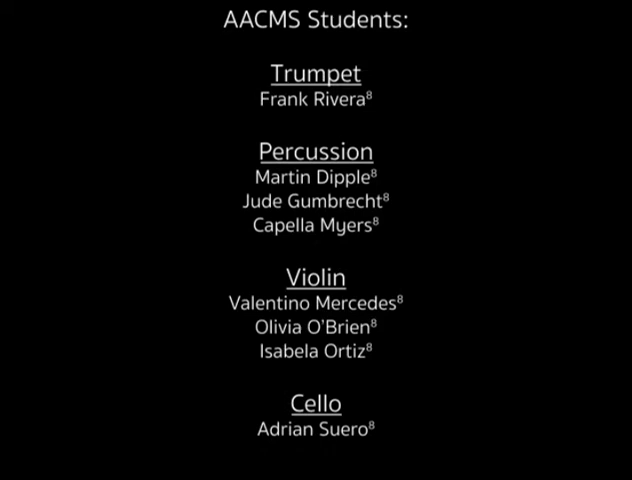 AACMS Students:
Trumpet
Frank Rivera⁸
Percussion
Martin Dipple⁸
Jude Gumbrecht⁸
Capella Myers⁸
Violin
Valentino Mercedes⁸
Olivia O'Brien⁸
Isabela Ortiz⁸
Cello
Adrian Suero⁸